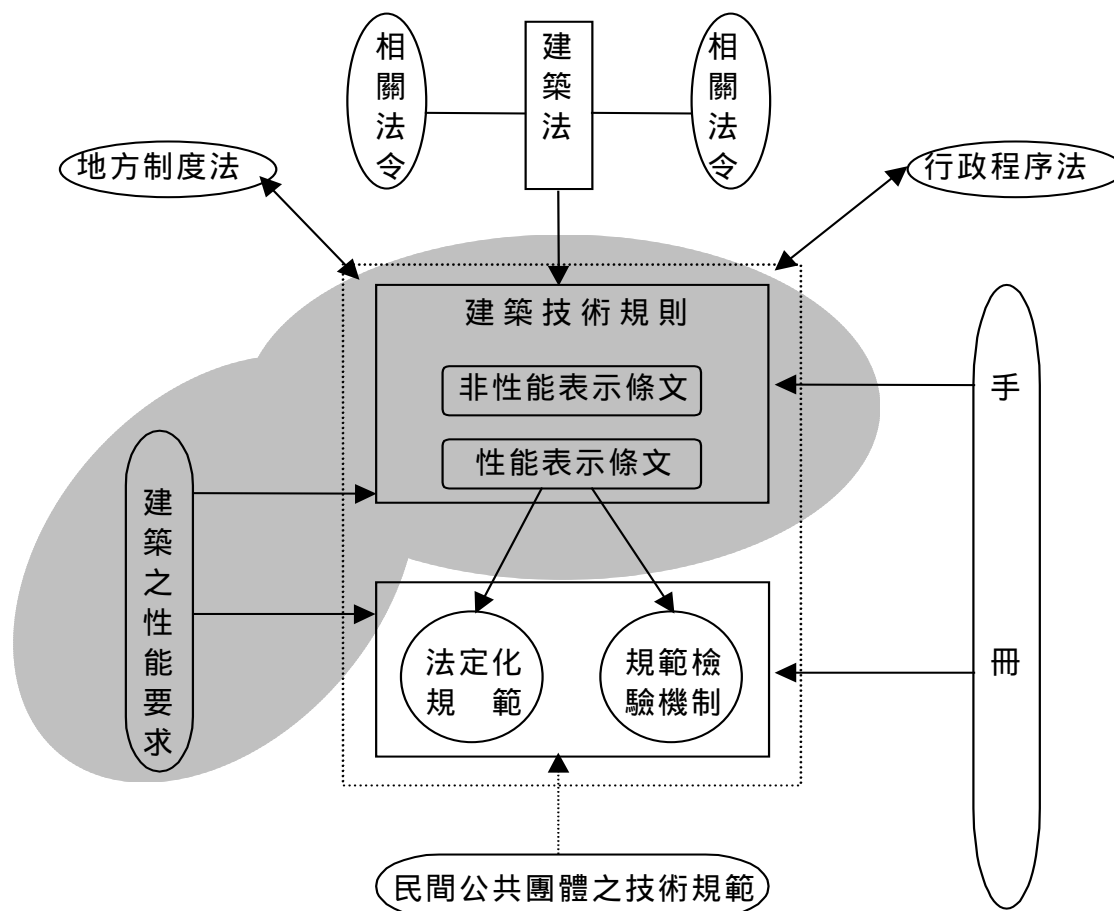 相關法令
建築法
相關法令
地方制度法
行政程序法
建築技術規則
非性能表示條文
性能表示條文
建築之性能要求
手冊
法定化
規範
規範檢
驗機制
民間公共團體之技術規範